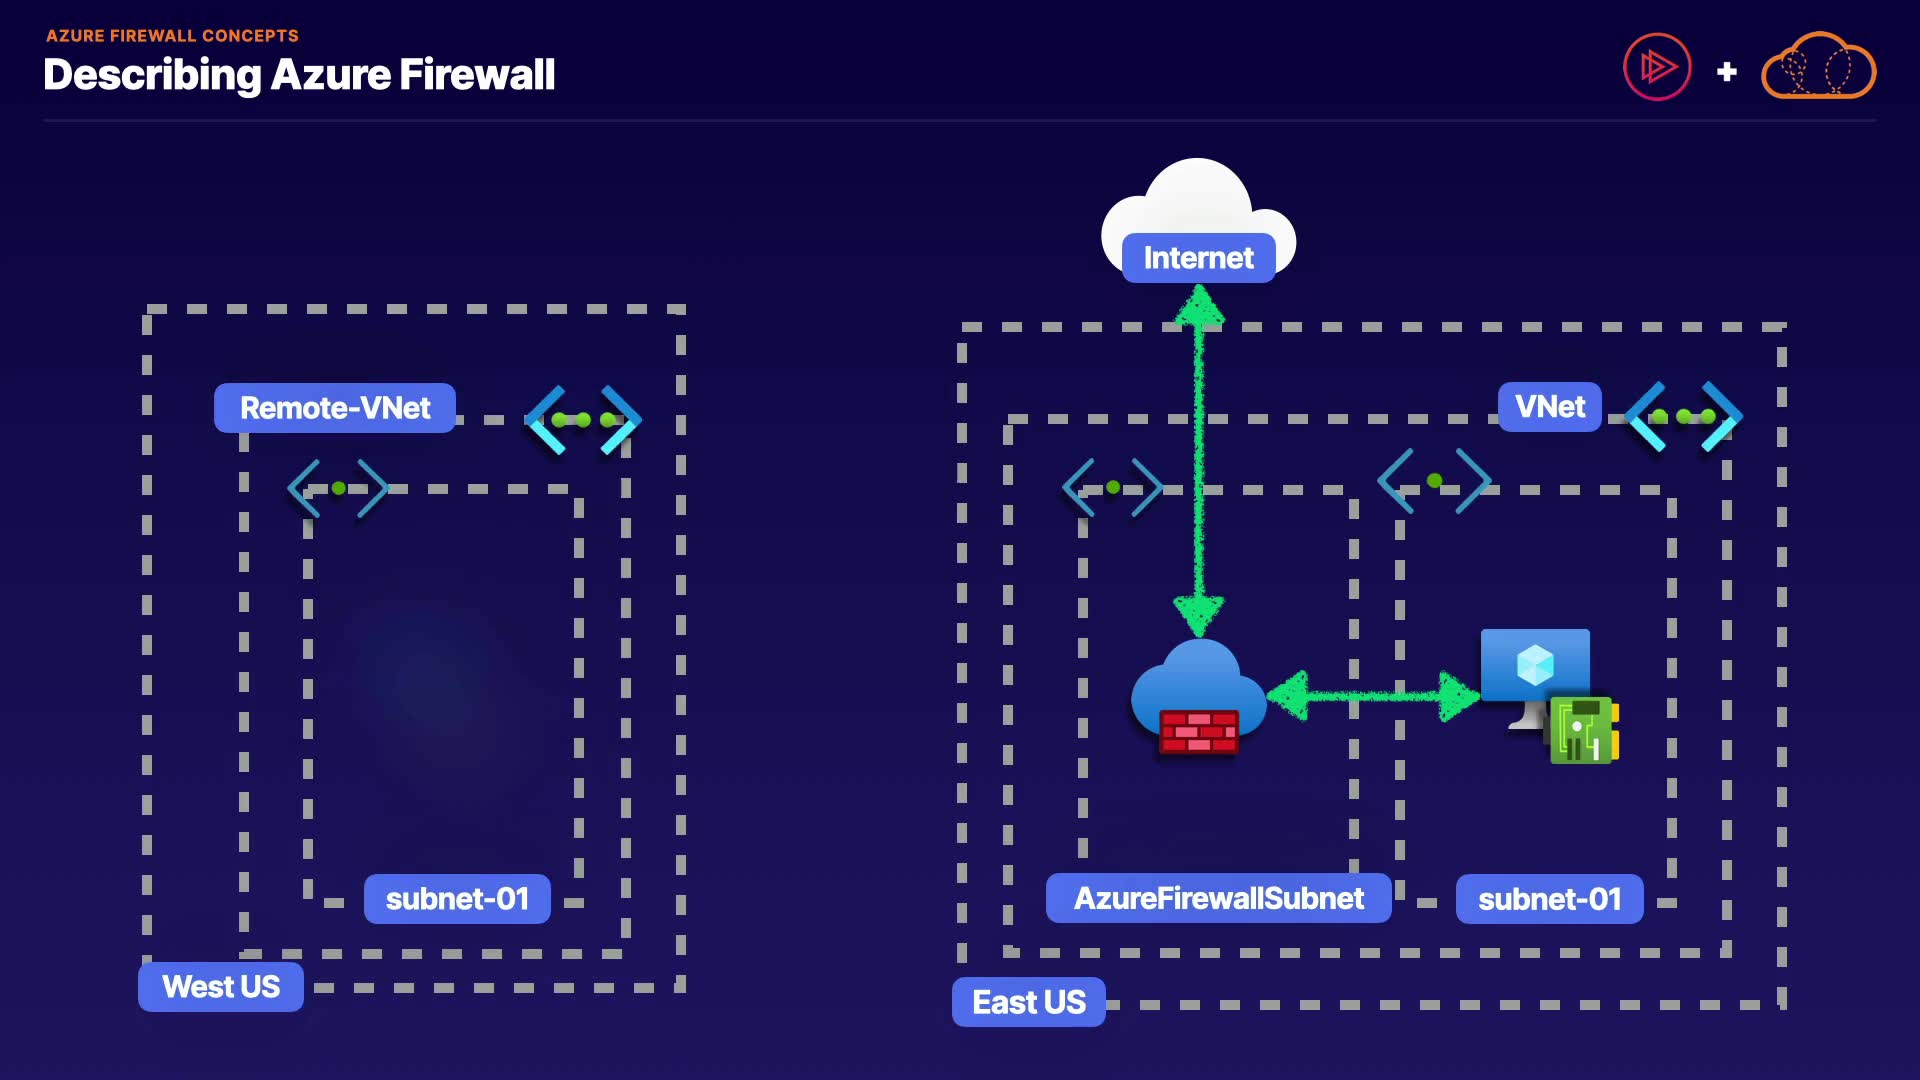 AZURE FIREWALL CONCEPTS
Describing Azure Firewall
+
Internet
Remote-VNet
VNet
subnet-01
AzureFirewallSubnet
subnet-01
West US
East US